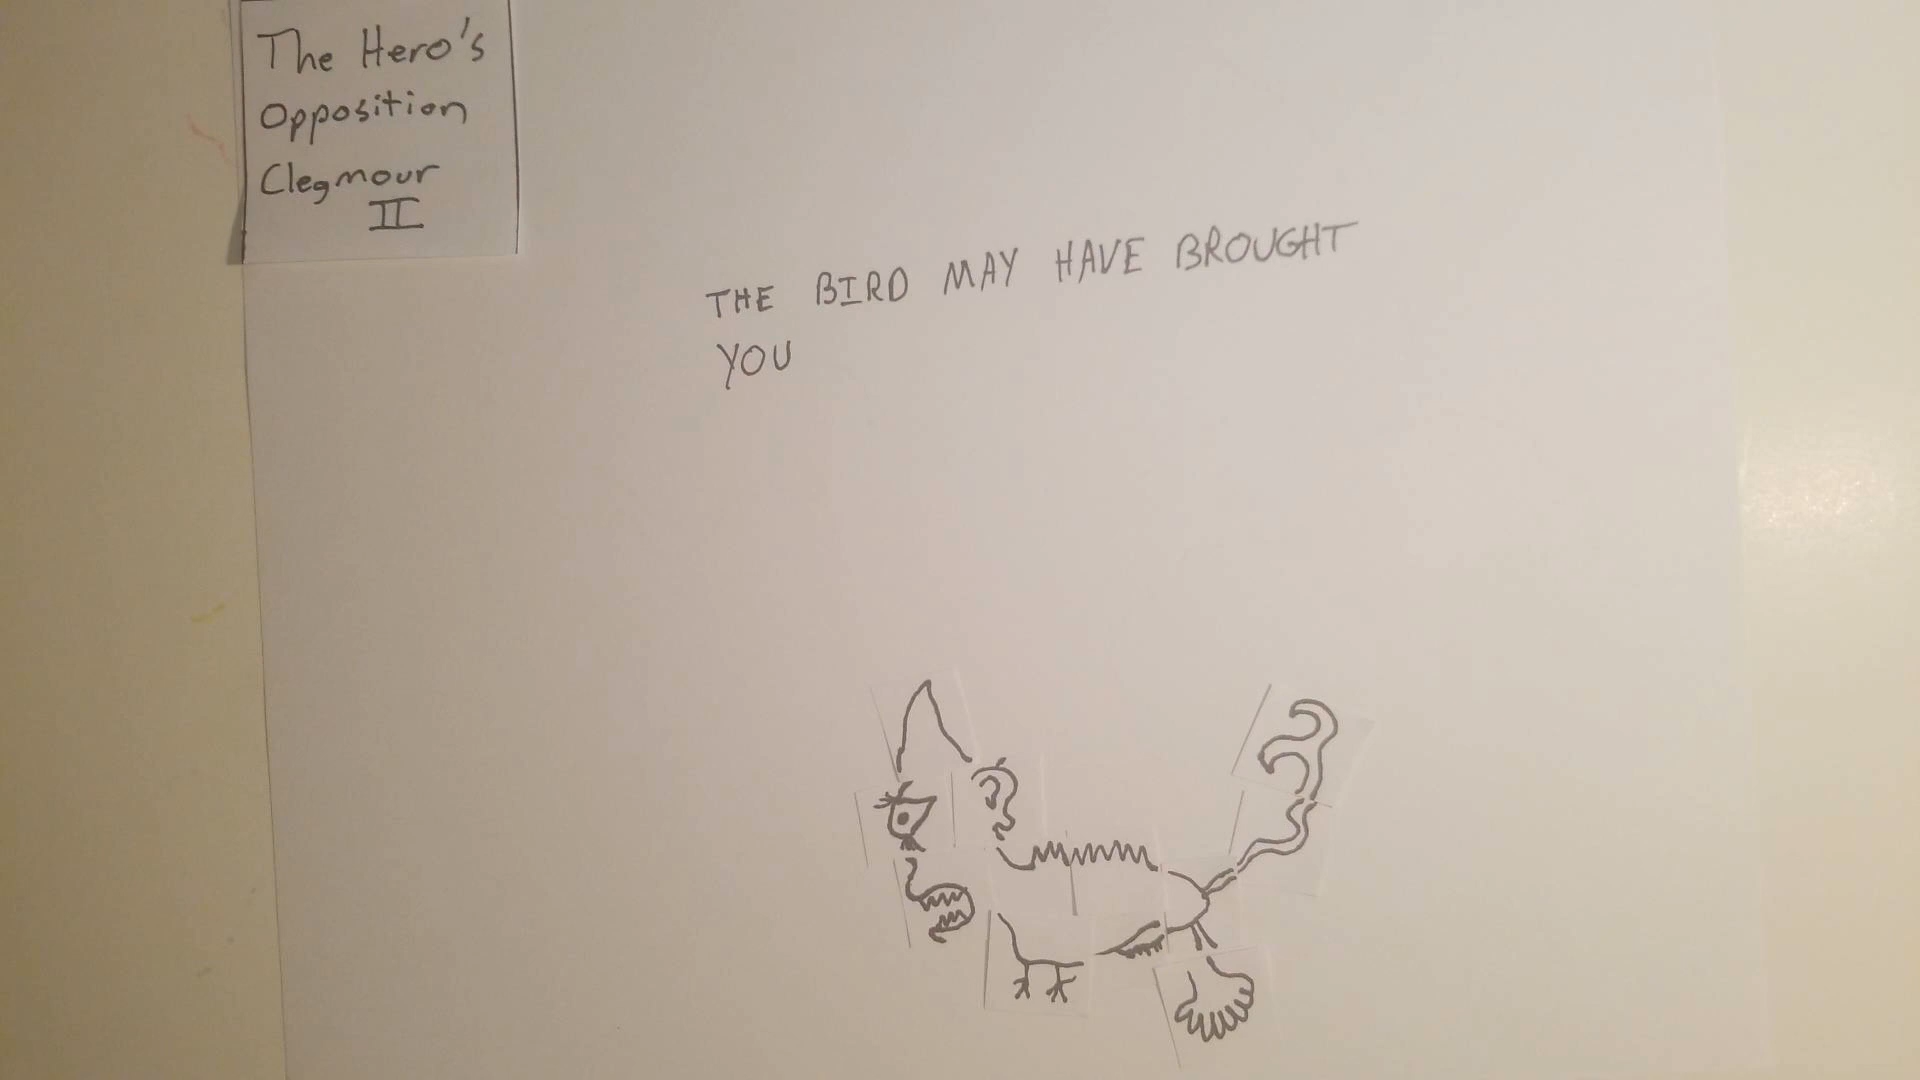 The Hero's
Opposition
Clegmour
II
THE BIRD MAY HAVE BROUGHT
YOU